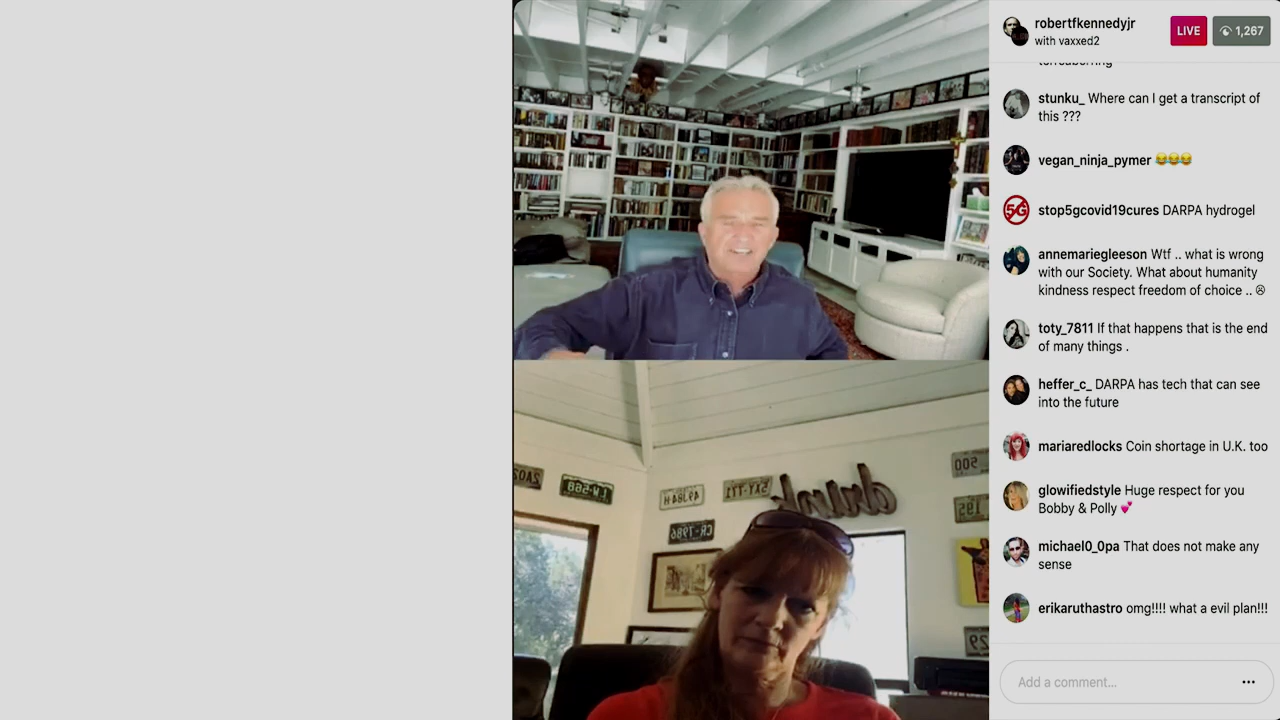 robertfkennedyjr
with vaxxed2
LIVE
1,267
stunku_ Where can I get a transcript of
this ???
vegan_ninja_pymer 😂😂😂
5G
stop5gcovid19cures DARPA hydrogel
annemariegleeson Wtf .. what is wrong
with our Society. What about humanity
kindness respect freedom of choice .. ☹
toty_7811 If that happens that is the end
of many things .
heffer_c_ DARPA has tech that can see
into the future
mariaredlocks Coin shortage in U.K. too
glowifiedstyle Huge respect for you
Bobby & Polly 💕
michael0_0pa That does not make any
sense
erikaruthastro omg!!!! what a evil plan!!!
Add a comment...
drink